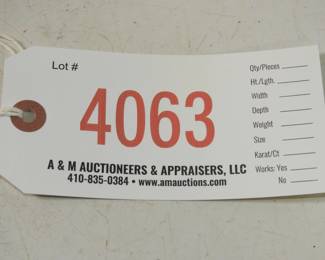 Lot #
4063
A & M AUCTIONEERS & APPRAISERS, LLC
410-835-0384 • www.amauctions.com
Qty/Pieces
Ht./Lgth.
Width
Depth
Weight
Size
Karat/Ct
Works: Yes
No